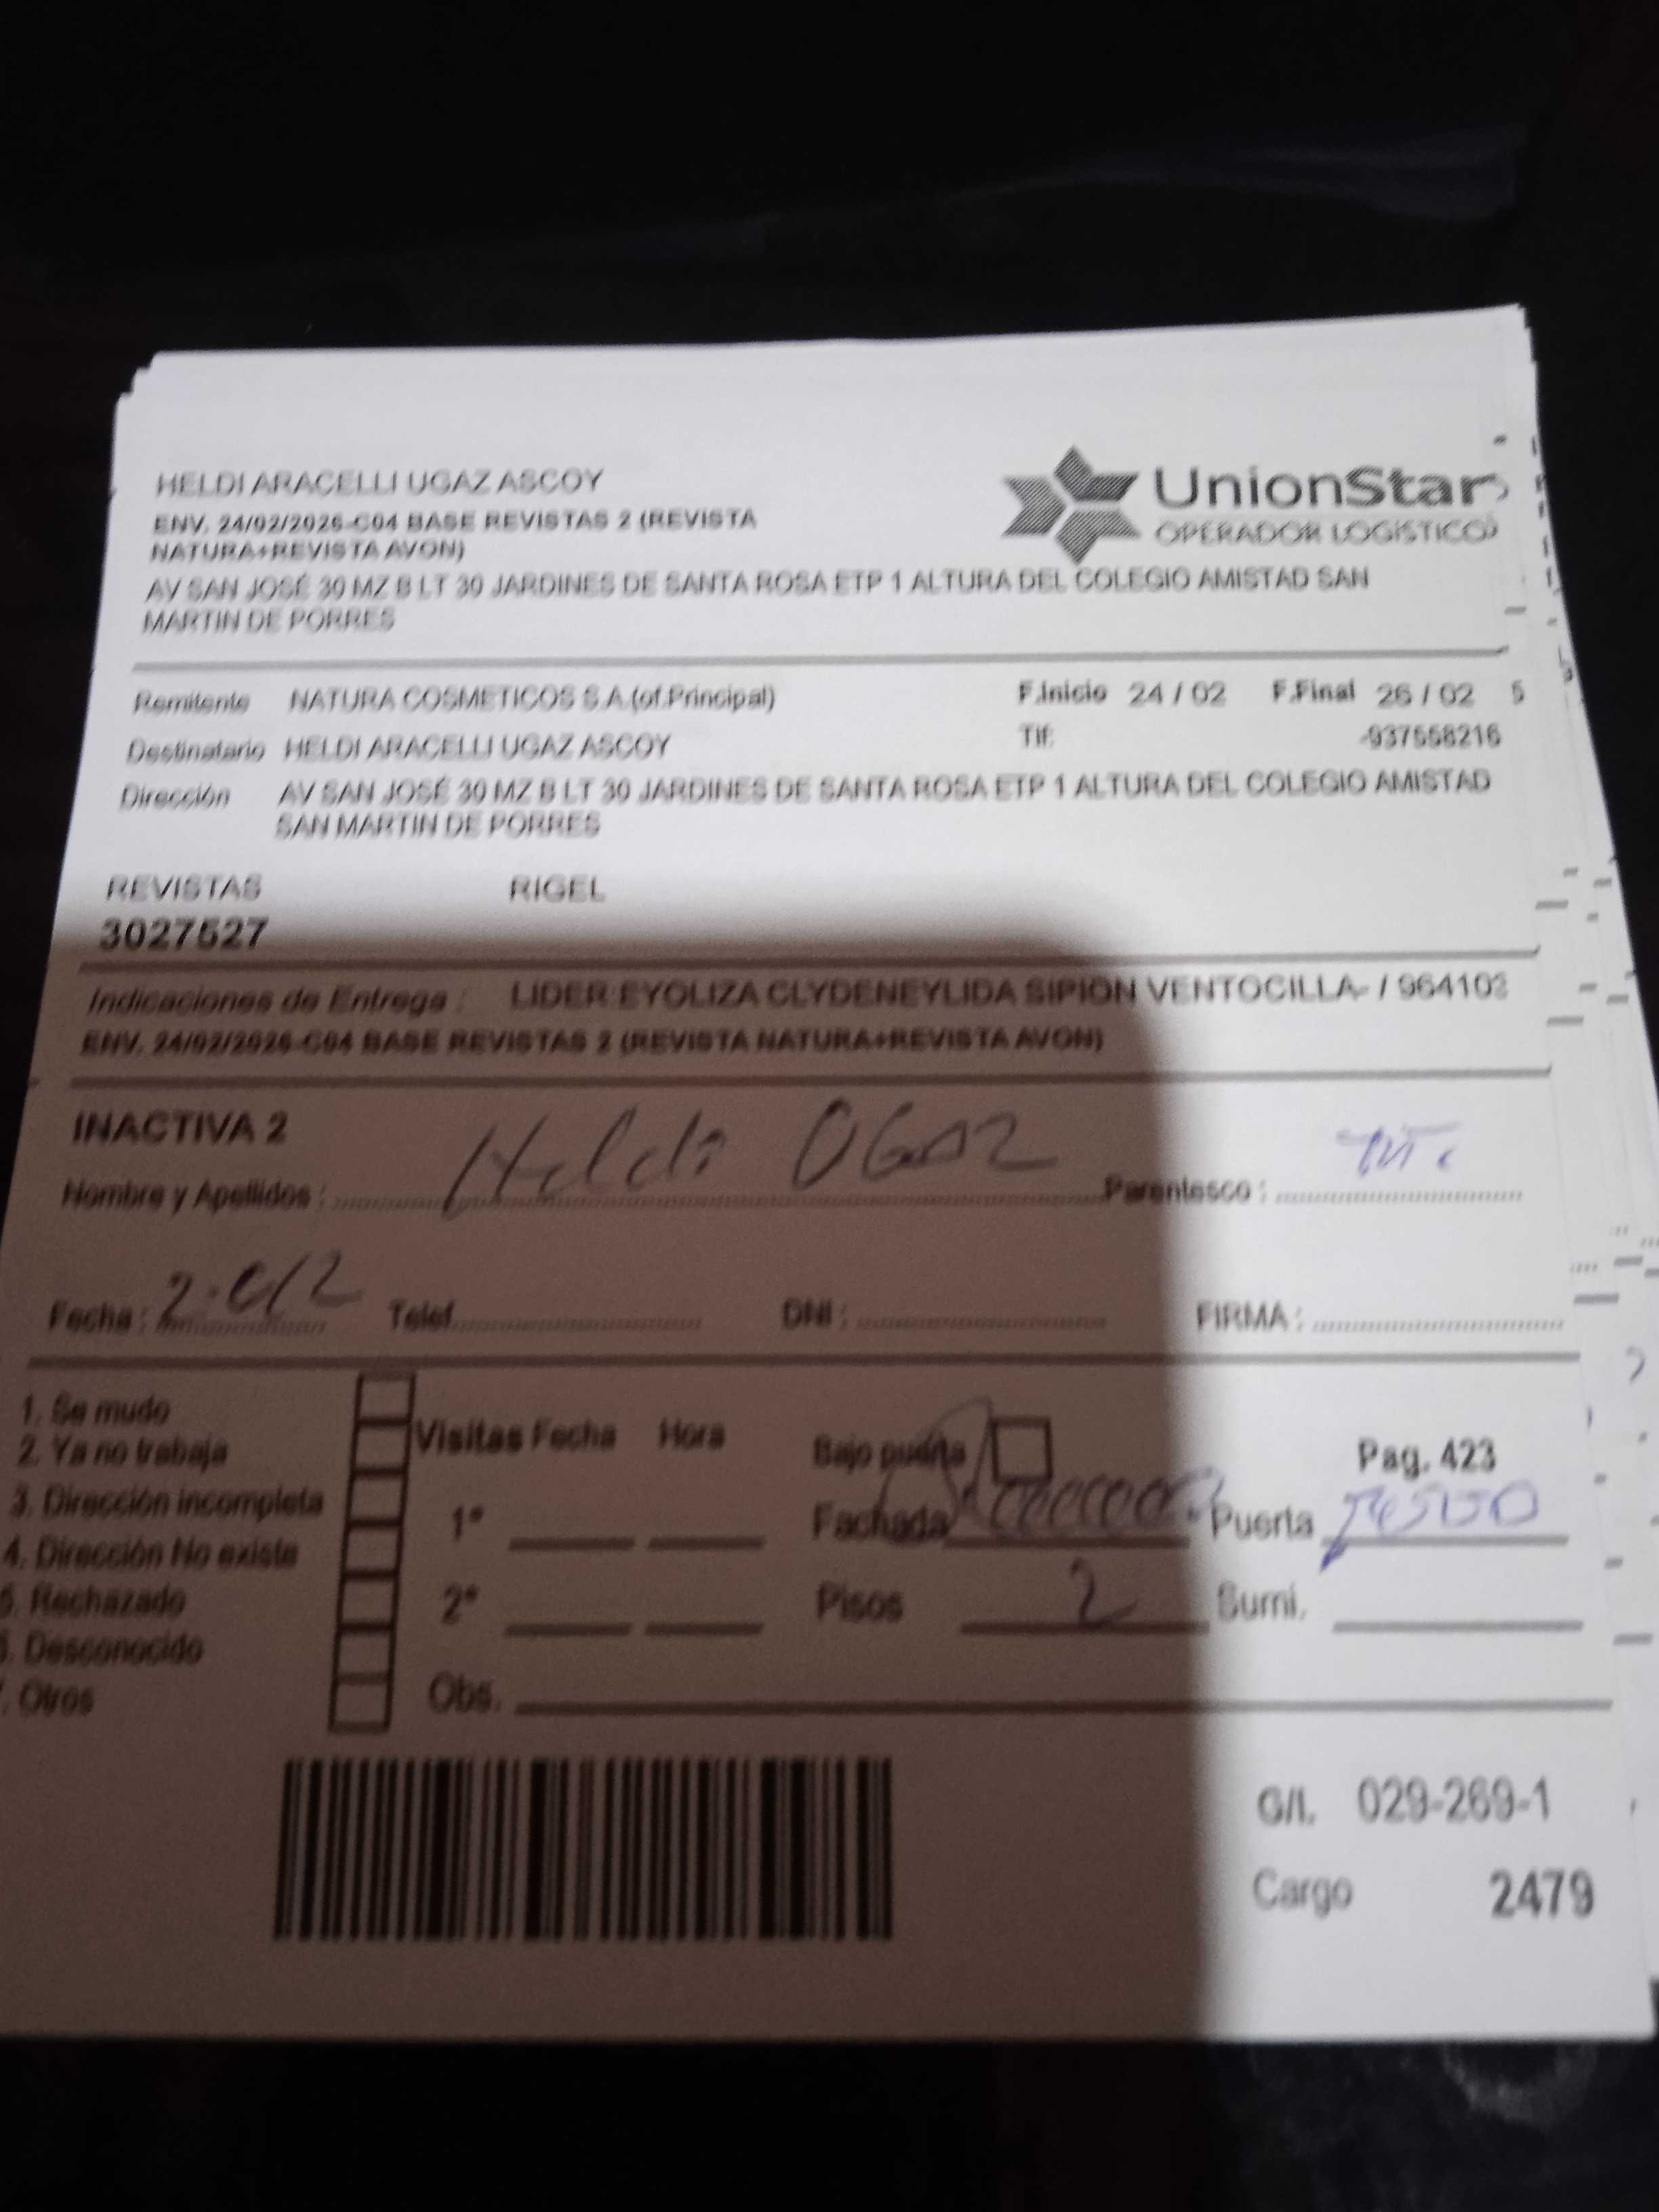 HELDI ARACELLI UGAZ ASCOY
ENV. 24/02/2026-C04 BASE REVISTAS 2 (REVISTA
NATURA+REVISTA AVON)
UnionStar
OPERADOR LOGÍSTICO
AV SAN JOSÉ 30 MZ B LT 30 JARDINES DE SANTA ROSA ETP 1 ALTURA DEL COLEGIO AMISTAD SAN
MARTIN DE PORRES
Remitente NATURA COSMETICOS S.A.(of.Principal) F.Inicio 24 / 02 F.Final 26 / 02 5
Destinatario HELDI ARACELLI UGAZ ASCOY Tlf: -937558216
Dirección AV SAN JOSÉ 30 MZ B LT 30 JARDINES DE SANTA ROSA ETP 1 ALTURA DEL COLEGIO AMISTAD
SAN MARTIN DE PORRES
REVISTAS RIGEL
3027527
Indicaciones de Entrega : LIDER:EYOLIZA CLYDENEYLIDA SIPION VENTOCILLA- / 964102
ENV. 24/02/2026-C04 BASE REVISTAS 2 (REVISTA NATURA+REVISTA AVON)
INACTIVA 2
Nombre y Apellidos : Heldi UGAZ Parentesco : TIT.
Fecha : Telef. DNI : FIRMA :
1. Se mudo
2. Ya no trabaja
3. Dirección incompleta
4. Dirección No existe
5. Rechazado
6. Desconocido
7. Otros
Visitas Fecha Hora
1°
2°
Obs.
Bajo puerta
Pag. 423
Fachada Puerta
Pisos 2 Sumi.
G/I. 029-269-1
Cargo 2479